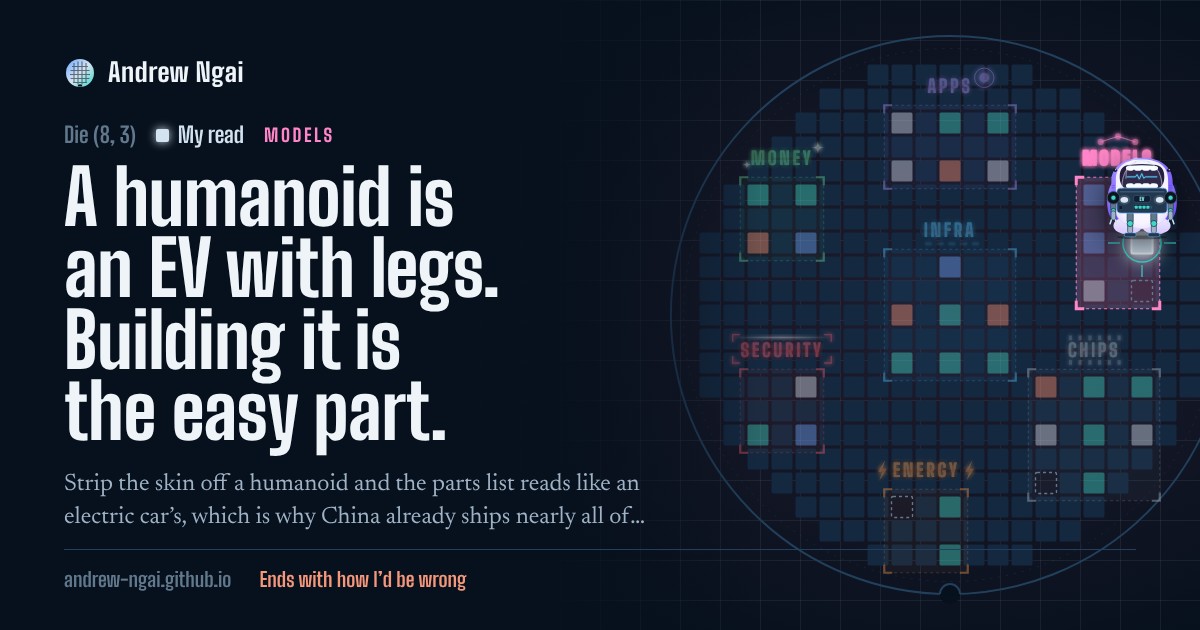 Andrew Ngai
Die (8, 3) My read MODELS
A humanoid is
an EV with legs.
Building it is
the easy part.
Strip the skin off a humanoid and the parts list reads like an
electric car’s, which is why China already ships nearly all of…
andrew-ngai.github.io Ends with how I’d be wrong
APPS
MONEY
MODELS
EV
INFRA
SECURITY
CHIPS
ENERGY